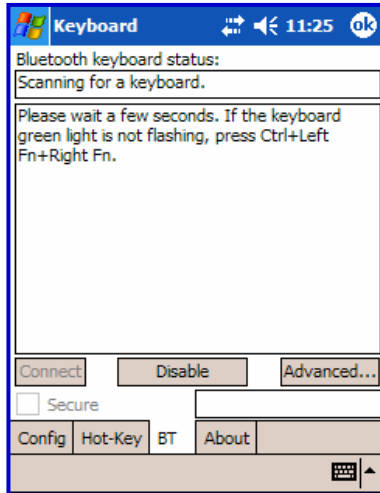 Keyboard 11:25 ok
Bluetooth keyboard status:
Scanning for a keyboard.
Please wait a few seconds. If the keyboard
green light is not flashing, press Ctrl+Left
Fn+Right Fn.
Connect Disable Advanced...
Secure
Config Hot-Key BT About